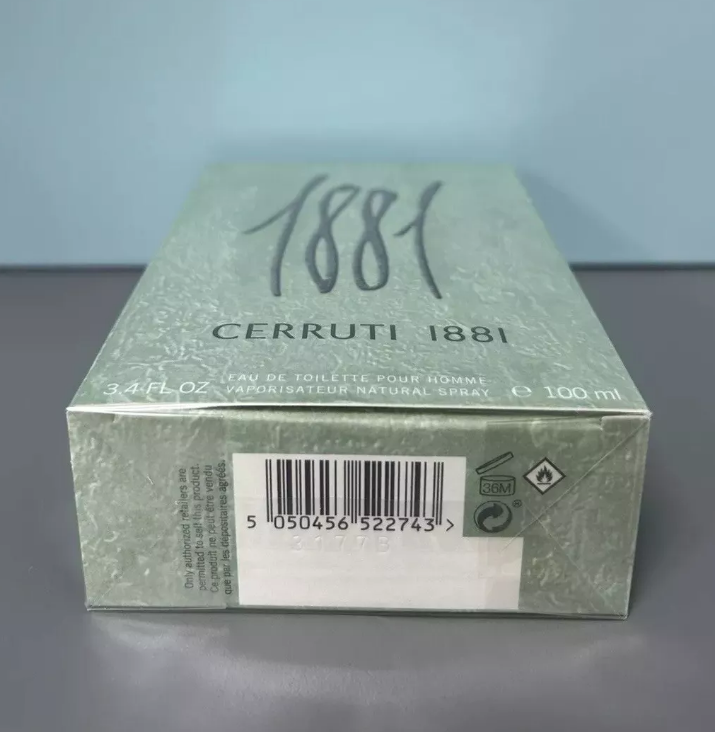 1881
CERRUTI 1881
EAU DE TOILETTE POUR HOMME
3.4 FL OZ VAPORISATEUR NATURAL SPRAY ℮ 100 ml
Only authorized retailers are
permitted to sell this product.
Ce produit ne peut être vendu
que par les dépositaires agréés.
5 050456 522743 >
36M
®
21773